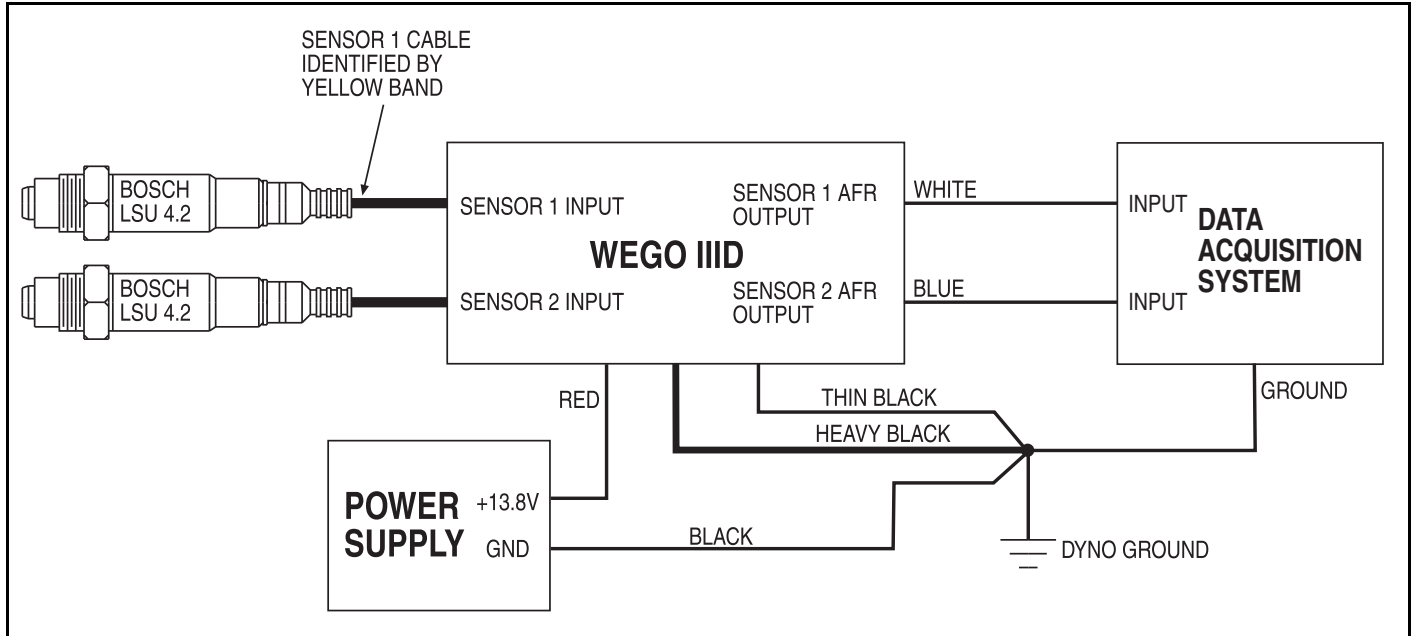 SENSOR 1 CABLE
IDENTIFIED BY
YELLOW BAND
BOSCH
LSU 4.2
BOSCH
LSU 4.2
SENSOR 1 INPUT
SENSOR 2 INPUT
WEGO IIID
SENSOR 1 AFR
OUTPUT
SENSOR 2 AFR
OUTPUT
WHITE
BLUE
INPUT
INPUT
DATA
ACQUISITION
SYSTEM
RED
THIN BLACK
HEAVY BLACK
GROUND
POWER
SUPPLY
+13.8V
GND
BLACK
DYNO GROUND